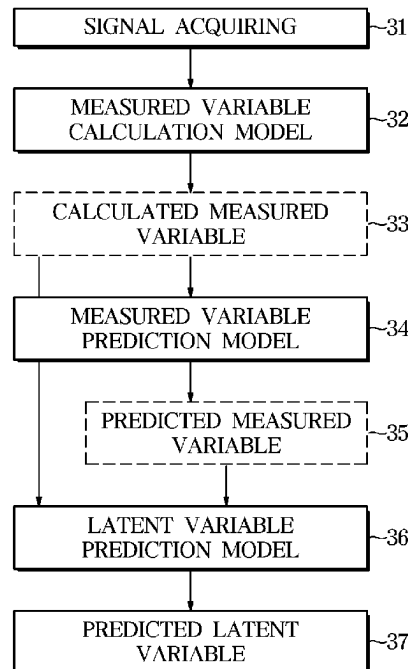 SIGNAL ACQUIRING
31
MEASURED VARIABLE
CALCULATION MODEL
32
CALCULATED MEASURED
VARIABLE
33
MEASURED VARIABLE
PREDICTION MODEL
34
PREDICTED MEASURED
VARIABLE
35
LATENT VARIABLE
PREDICTION MODEL
36
PREDICTED LATENT
VARIABLE
37